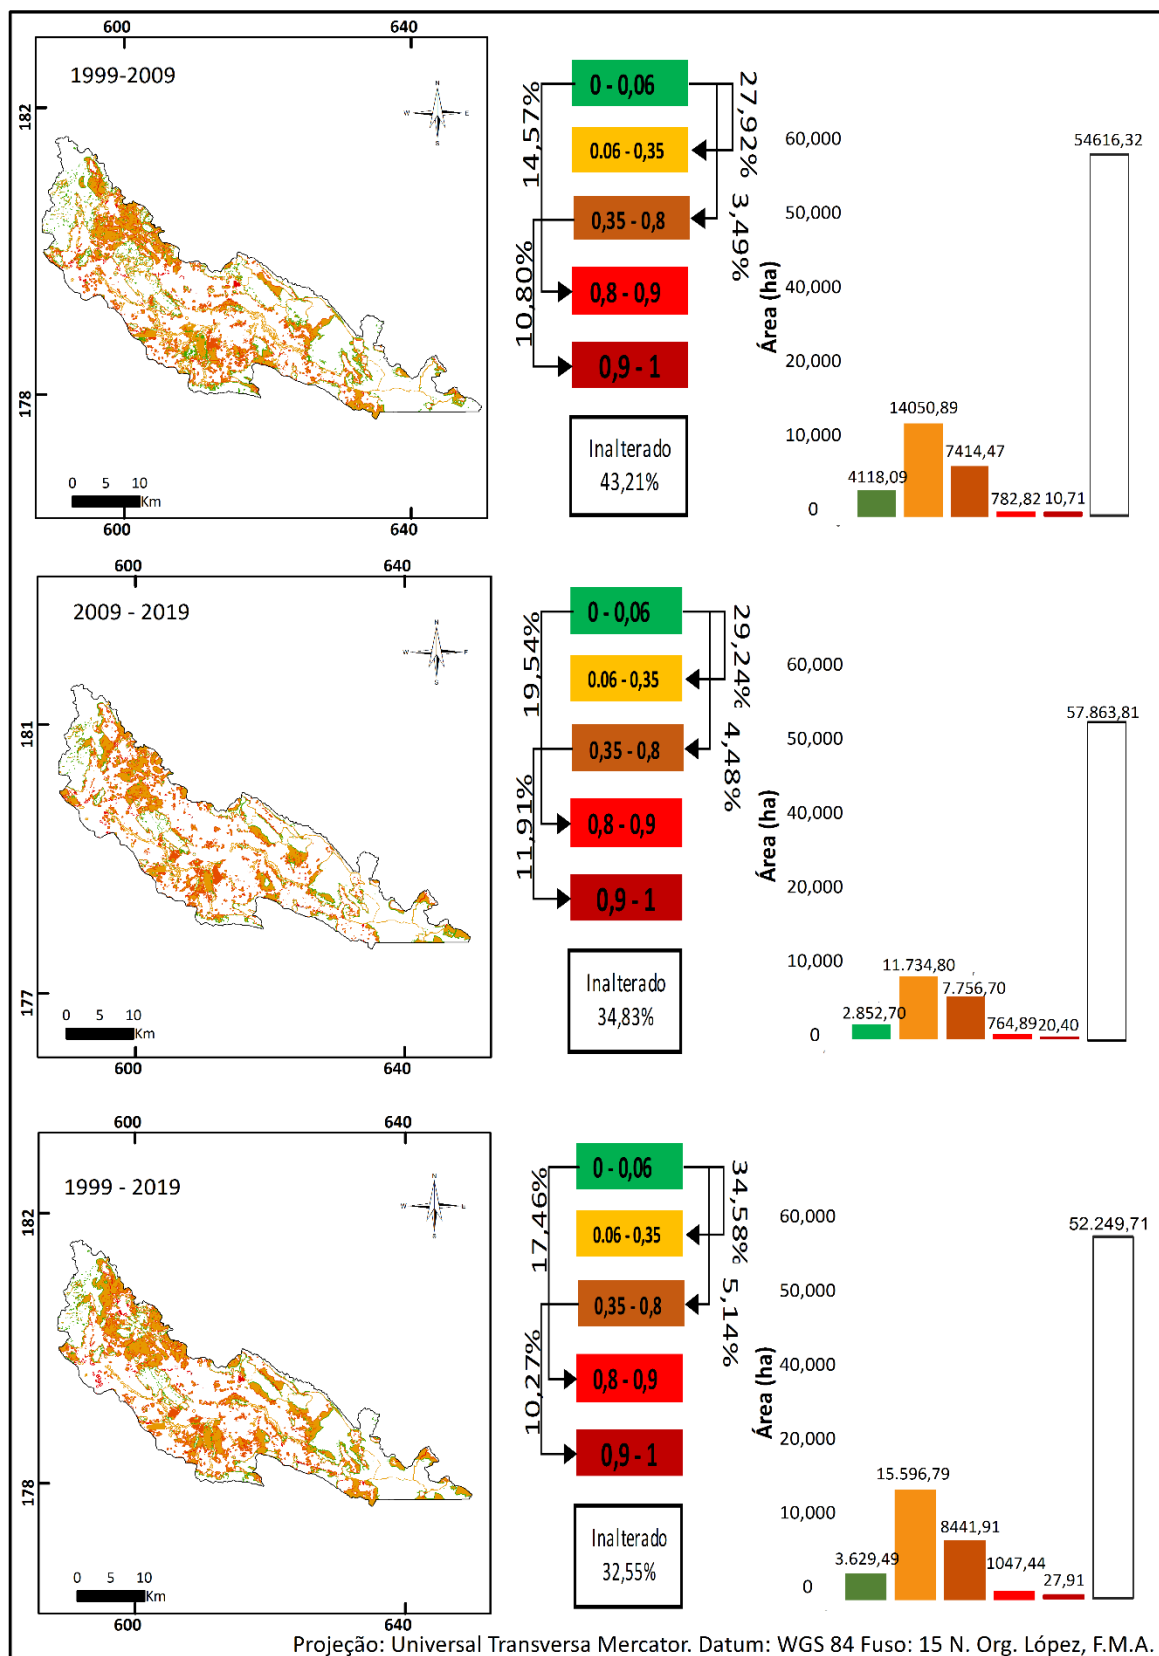 600
640
1999-2009
182
178
N
W
E
S
0 5 10
Km
600
640
0 - 0,06
0.06 - 0,35
0,35 - 0,8
0,8 - 0,9
0,9 - 1
14,57%
10,80%
27,92%
3,49%
Inalterado
43,21%
Área (ha)
60,000
50,000
40,000
20,000
10,000
0
4118,09
14050,89
7414,47
782,82
10,71
54616,32
600
640
2009 - 2019
181
177
N
W
S
0 5 10
Km
600
640
0 - 0,06
0.06 - 0,35
0,35 - 0,8
0,8 - 0,9
0,9 - 1
19,54%
11,91%
29,24%
4,48%
Inalterado
34,83%
Área (ha)
60,000
50,000
40,000
20,000
10,000
0
2.852,70
11.734,80
7.756,70
764,89
20,40
57.863,81
600
640
1999 - 2019
182
178
N
W
S
0 5 10
Km
600
640
0 - 0,06
0.06 - 0,35
0,35 - 0,8
0,8 - 0,9
0,9 - 1
17,46%
10,27%
34,58%
5,14%
Inalterado
32,55%
Área (ha)
60,000
50,000
40,000
20,000
10,000
0
3.629,49
15.596,79
8441,91
1047,44
27,91
52.249,71
Projeção: Universal Transversa Mercator. Datum: WGS 84 Fuso: 15 N. Org. López, F.M.A.